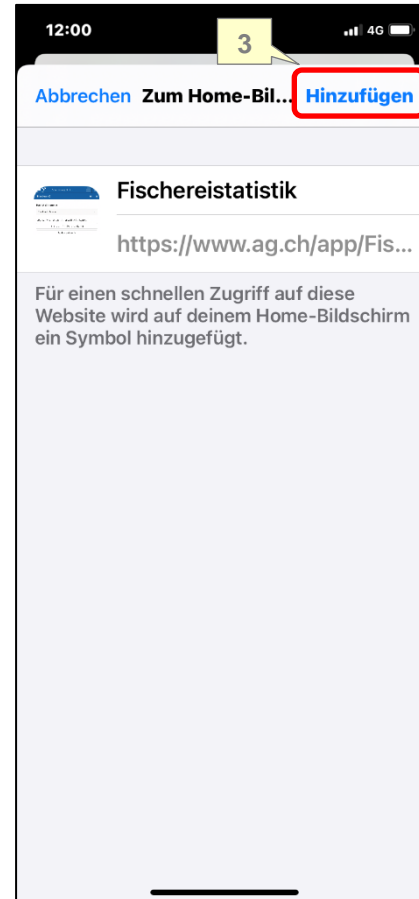 12:00
4G
3
Abbrechen Zum Home-Bil... Hinzufügen
Fischereistatistik
https://www.ag.ch/app/Fis...
Für einen schnellen Zugriff auf diese
Website wird auf deinem Home-Bildschirm
ein Symbol hinzugefügt.